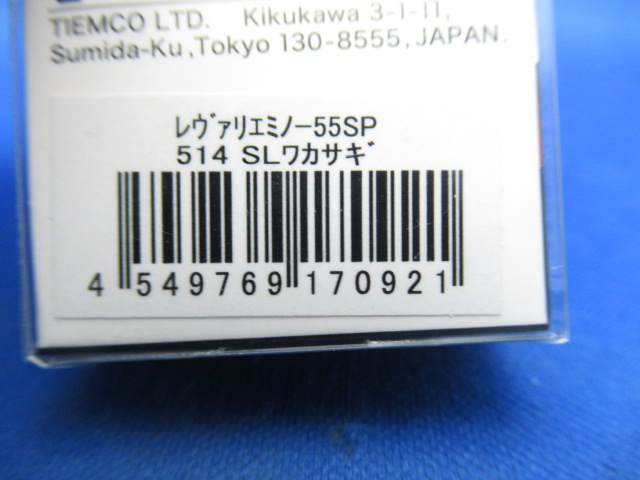 TIEMCO LTD. Kikukawa 3-1-11,
Sumida-Ku, Tokyo 130-8555, JAPAN.
ﾚｳﾞｧﾘｴﾐﾉｰ55SP
514 SLﾜｶｻｷﾞ
4 549769 170921